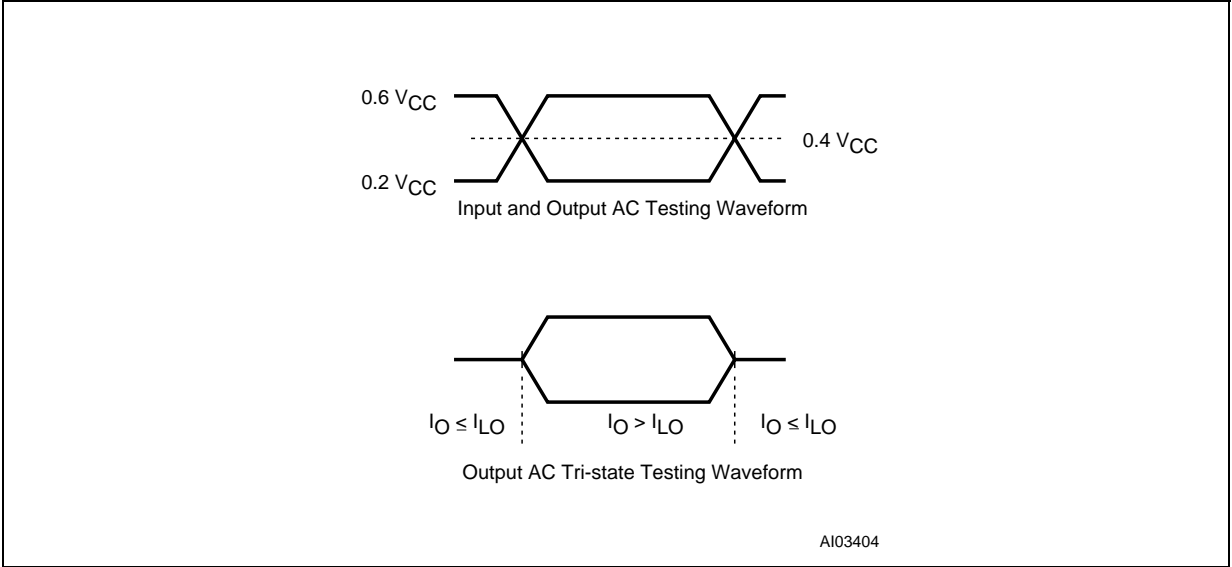 0.6 VCC
0.4 VCC
0.2 VCC
Input and Output AC Testing Waveform
IO ≤ ILO IO > ILO IO ≤ ILO
Output AC Tri-state Testing Waveform
AI03404